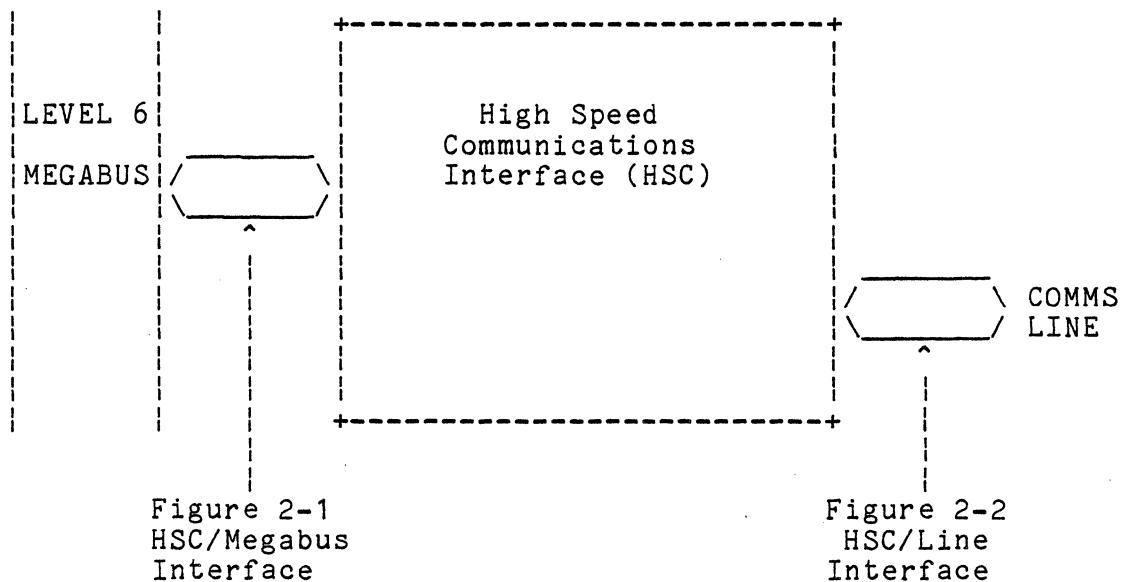 LEVEL 6
MEGABUS
High Speed
Communications
Interface (HSC)
COMMS
LINE
Figure 2-1
HSC/Megabus
Interface
Figure 2-2
HSC/Line
Interface